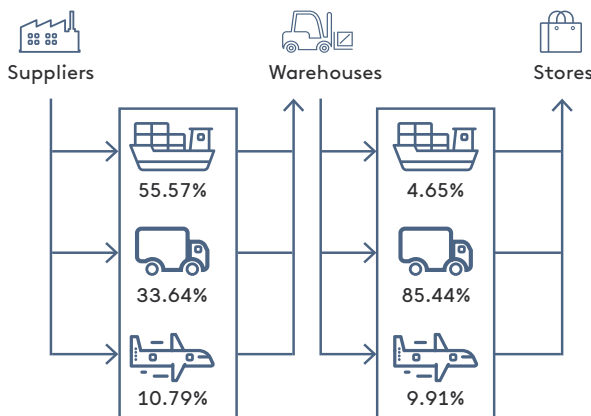 Suppliers
Warehouses
Stores
55.57%
4.65%
33.64%
85.44%
10.79%
9.91%